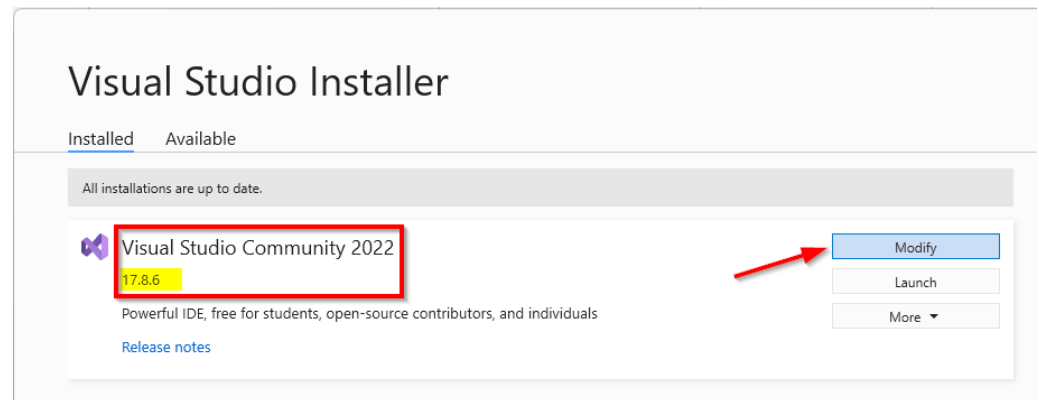 Visual Studio Installer
Installed Available
All installations are up to date.
Visual Studio Community 2022
Modify
17.8.6
Launch
Powerful IDE, free for students, open-source contributors, and individuals
More
Release notes